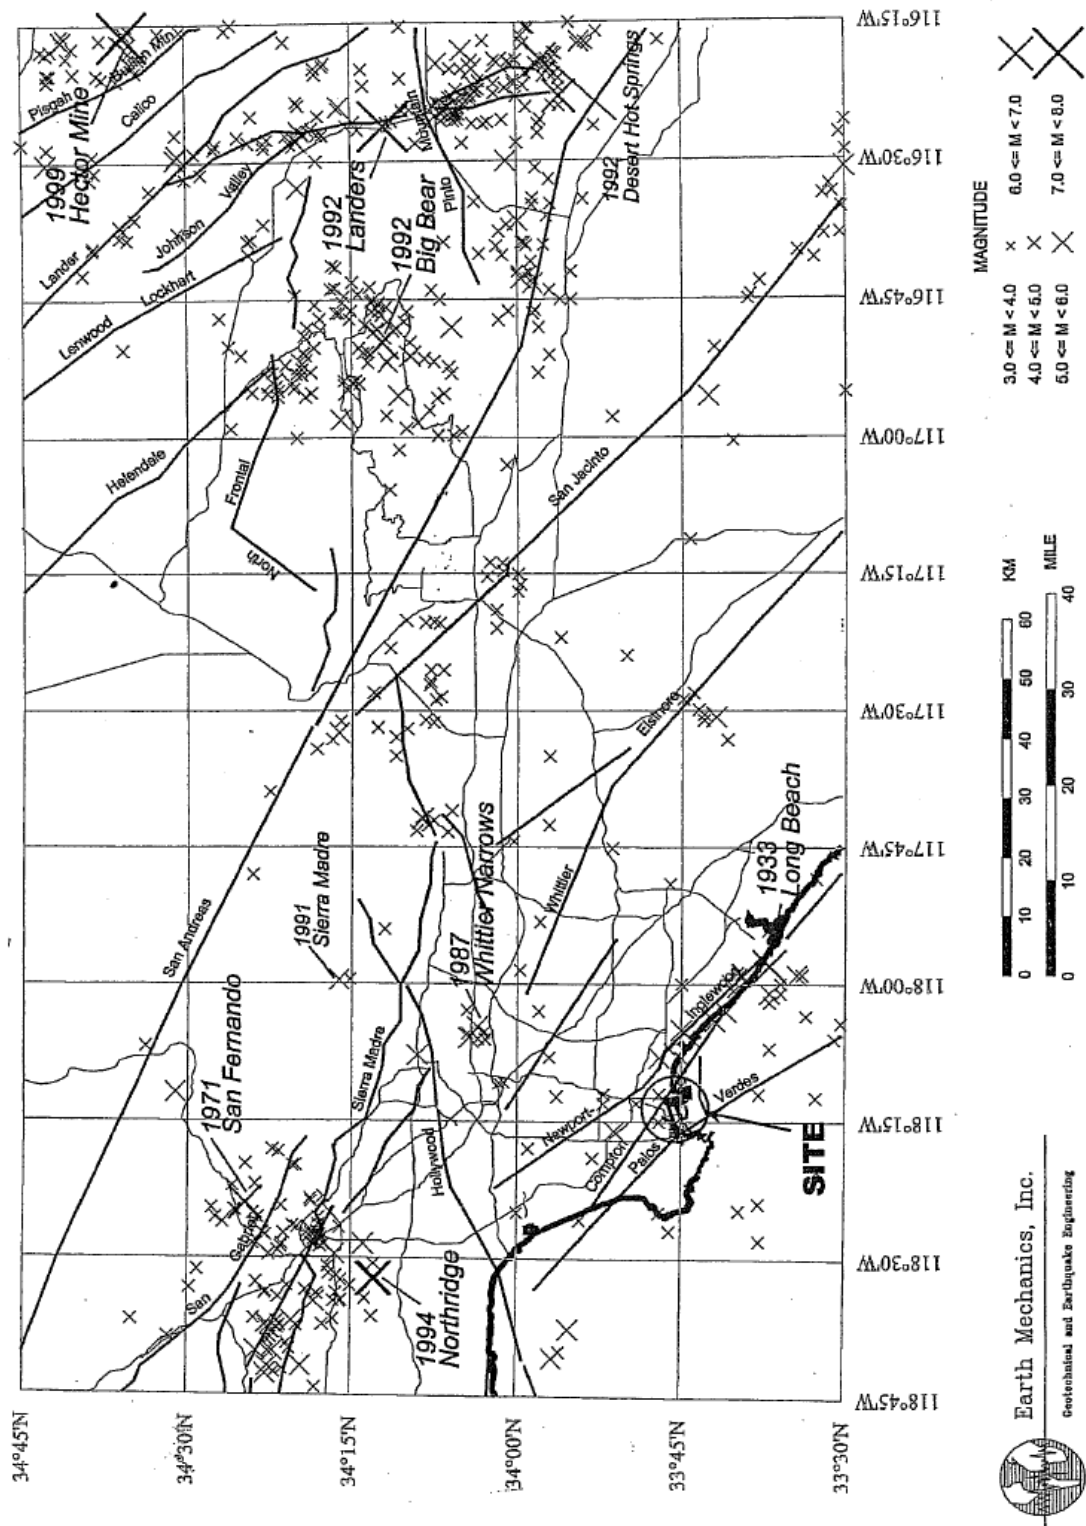 116°15'W
116°30'W
116°45'W
117°00'W
117°15'W
117°30'W
117°45'W
118°00'W
118°15'W
118°30'W
118°45'W
34°45'N
34°30'N
34°15'N
34°00'N
33°45'N
33°30'N
Pisgah
Bullion Mtn.
Calico
1999
Hector Mine
Lander
Johnson
Valley
Lenwood
Lockhart
Helendale
North
Frontal
1992
Landers
1992
Big Bear
Pinto
Mountain
1992
Desert Hot Springs
San Jacinto
San Andreas
Elsinore
Whittier
1991
Sierra Madre
1987
Whittier Narrows
1933
Long Beach
1971
San Fernando
Sierra Madre
Hollywood
Newport-
Inglewood
Compton
Palos
Verdes
SITE
San
Gabriel
1994
Northridge
MAGNITUDE
3.0 <= M < 4.0
4.0 <= M < 5.0
5.0 <= M < 6.0
6.0 <= M < 7.0
7.0 <= M < 8.0
0 10 20 30 40 50 60 KM
0 10 20 30 40 MILE
Earth Mechanics, Inc.
Geotechnical and Earthquake Engineering